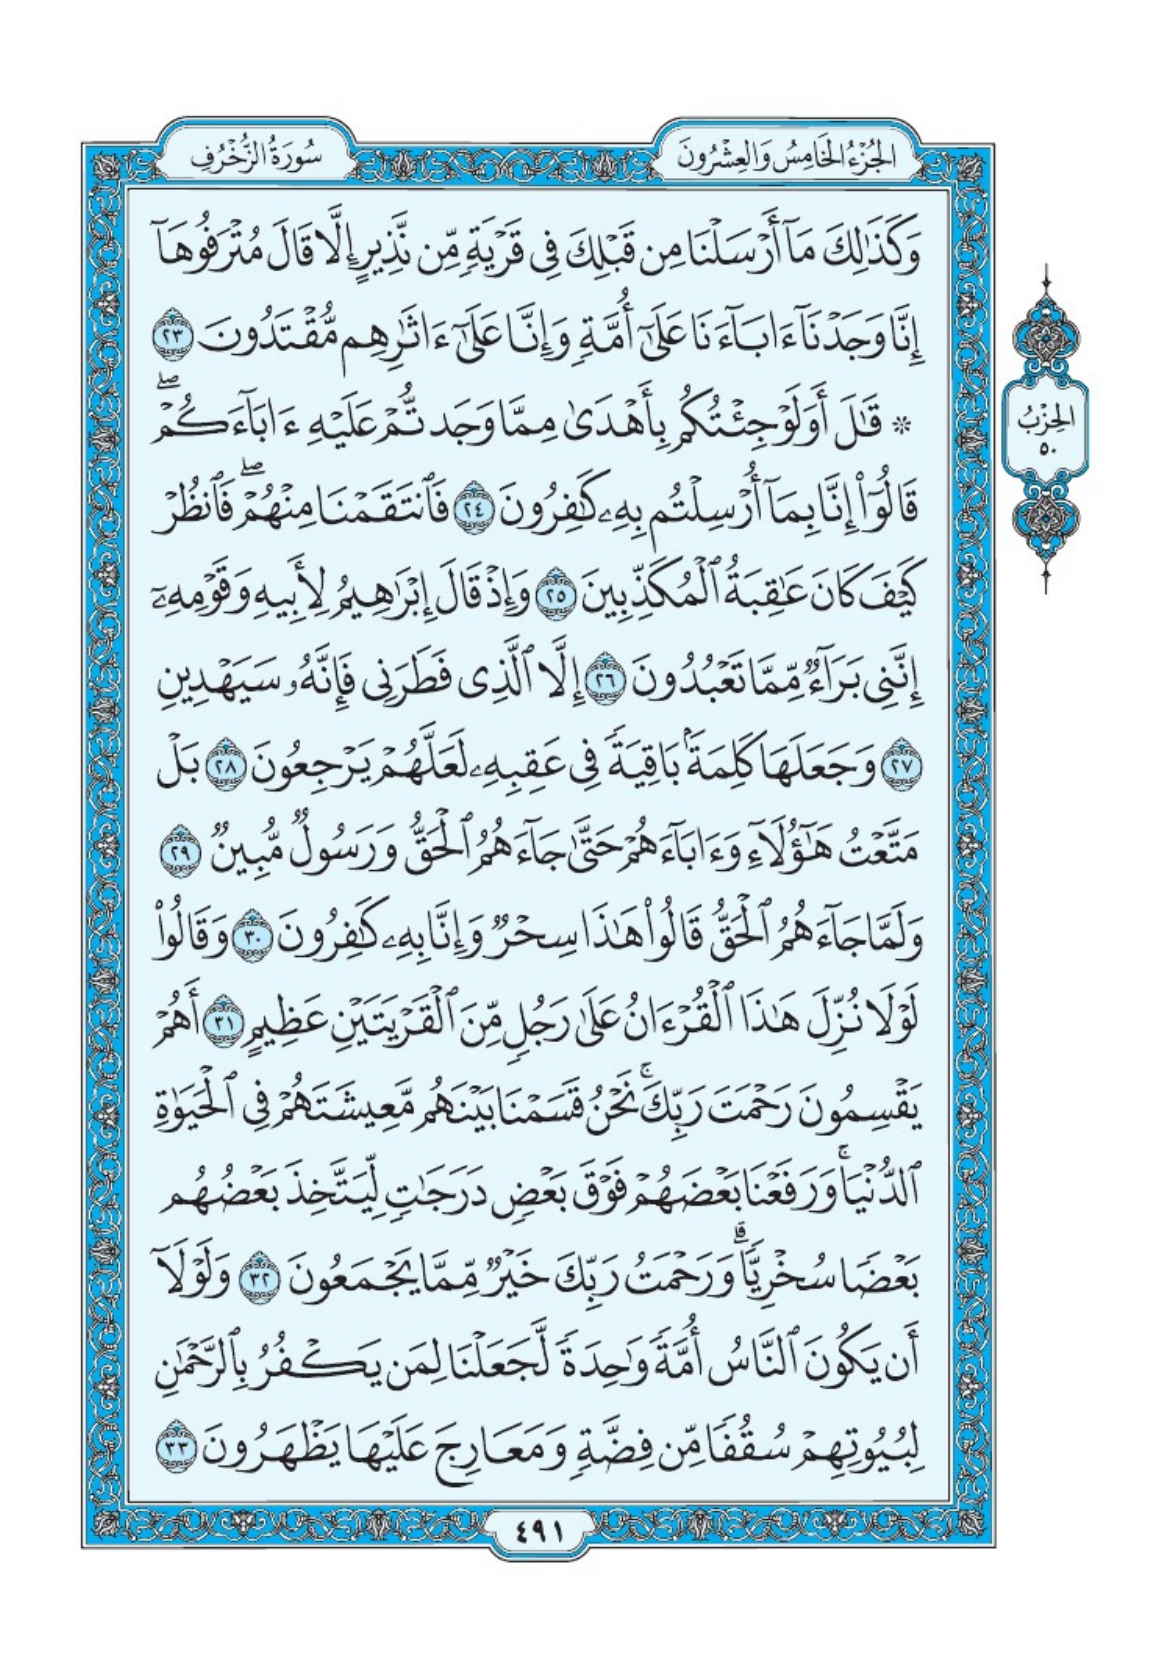 الجُزْءُ الخَامِسُ وَالعِشْرُونَ
سُورَةُ الزُّخْرُفِ
وَكَذَٰلِكَ مَآ أَرْسَلْنَا مِن قَبْلِكَ فِي قَرْيَةٖ مِّن نَّذِيرٍ إِلَّا قَالَ مُتْرَفُوهَآ
إِنَّا وَجَدْنَآ ءَابَآءَنَا عَلَىٰٓ أُمَّةٖ وَإِنَّا عَلَىٰٓ ءَاثَٰرِهِم مُّقْتَدُونَ ٢٣
۞ قَٰلَ أَوَلَوْ جِئْتُكُم بِأَهْدَىٰ مِمَّا وَجَدتُّمْ عَلَيْهِ ءَابَآءَكُمْۖ
قَالُوٓاْ إِنَّا بِمَآ أُرْسِلْتُم بِهِۦ كَٰفِرُونَ ٢٤ فَٱنتَقَمْنَا مِنْهُمْۖ فَٱنظُرْ
كَيْفَ كَانَ عَٰقِبَةُ ٱلْمُكَذِّبِينَ ٢٥ وَإِذْ قَالَ إِبْرَٰهِيمُ لِأَبِيهِ وَقَوْمِهِۦٓ
إِنَّنِي بَرَآءٞ مِّمَّا تَعْبُدُونَ ٢٦ إِلَّا ٱلَّذِي فَطَرَنِي فَإِنَّهُۥ سَيَهْدِينِ
٢٧ وَجَعَلَهَا كَلِمَةَۢ بَاقِيَةٗ فِي عَقِبِهِۦ لَعَلَّهُمْ يَرْجِعُونَ ٢٨ بَلْ
مَتَّعْتُ هَٰٓؤُلَآءِ وَءَابَآءَهُمْ حَتَّىٰ جَآءَهُمُ ٱلْحَقُّ وَرَسُولٞ مُّبِينٞ ٢٩
وَلَمَّا جَآءَهُمُ ٱلْحَقُّ قَالُواْ هَٰذَا سِحْرٞ وَإِنَّا بِهِۦ كَٰفِرُونَ ٣٠ وَقَالُواْ
لَوْلَا نُزِّلَ هَٰذَا ٱلْقُرْءَانُ عَلَىٰ رَجُلٖ مِّنَ ٱلْقَرْيَتَيْنِ عَظِيمٍ ٣١ أَهُمْ
يَقْسِمُونَ رَحْمَتَ رَبِّكَۚ نَحْنُ قَسَمْنَا بَيْنَهُم مَّعِيشَتَهُمْ فِي ٱلْحَيَوٰةِ
ٱلدُّنْيَاۚ وَرَفَعْنَا بَعْضَهُمْ فَوْقَ بَعْضٖ دَرَجَٰتٖ لِّيَتَّخِذَ بَعْضُهُم
بَعْضٗا سُخْرِيّٗاۗ وَرَحْمَتُ رَبِّكَ خَيْرٞ مِّمَّا يَجْمَعُونَ ٣٢ وَلَوْلَآ
أَن يَكُونَ ٱلنَّاسُ أُمَّةٗ وَٰحِدَةٗ لَّجَعَلْنَا لِمَن يَكْفُرُ بِٱلرَّحْمَٰنِ
لِبُيُوتِهِمْ سُقُفٗا مِّن فِضَّةٖ وَمَعَارِجَ عَلَيْهَا يَظْهَرُونَ ٣٣
الحِزْبُ
٥٠
٤٩١